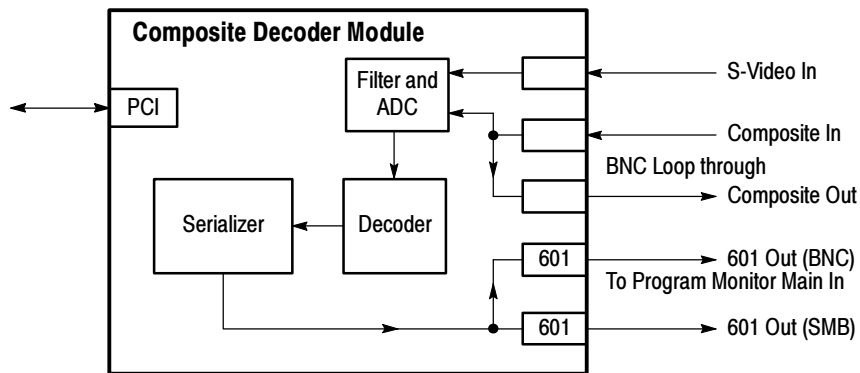 Composite Decoder Module
PCI
Filter and
ADC
S-Video In
Composite In
BNC Loop through
Composite Out
Serializer
Decoder
601
601 Out (BNC)
To Program Monitor Main In
601
601 Out (SMB)